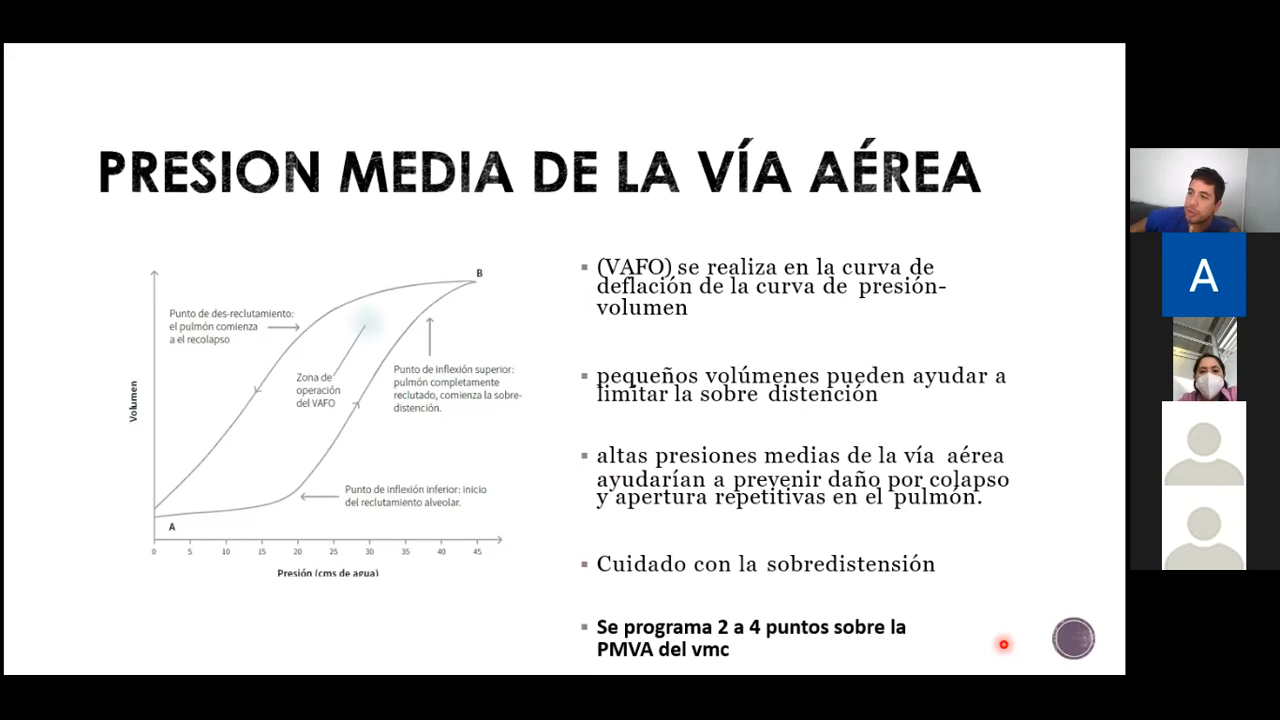 PRESION MEDIA DE LA VÍA AÉREA
B
Punto de des-reclutamiento:
el pulmón comienza
a el recolapso
Zona de
operación
del VAFO
Punto de inflexión superior:
pulmón completamente
reclutado, comienza la sobre-
distención.
Volumen
Punto de inflexión inferior: inicio
del reclutamiento alveolar.
A
0 5 10 15 20 25 30 35 40 45
Presión (cms de agua)
(VAFO) se realiza en la curva de
deflación de la curva de presión-
volumen
pequeños volúmenes pueden ayudar a
limitar la sobre distención
altas presiones medias de la vía aérea
ayudarían a prevenir daño por colapso
y apertura repetitivas en el pulmón.
Cuidado con la sobredistensión
Se programa 2 a 4 puntos sobre la
PMVA del vmc
A